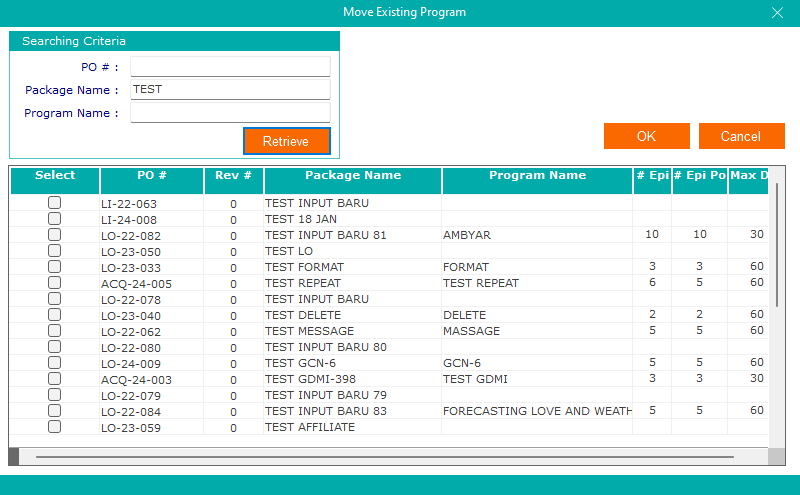 Move Existing Program
Searching Criteria
PO # :
Package Name : TEST
Program Name :
Retrieve
OK Cancel
Select PO # Rev # Package Name Program Name # Epi # Epi Po Max D
LI-22-063 0 TEST INPUT BARU
LI-24-008 0 TEST 18 JAN
LO-22-082 0 TEST INPUT BARU 81 AMBYAR 10 10 30
LO-23-050 0 TEST LO
LO-23-033 0 TEST FORMAT FORMAT 3 3 60
ACQ-24-005 0 TEST REPEAT TEST REPEAT 6 5 60
LO-22-078 0 TEST INPUT BARU
LO-23-040 0 TEST DELETE DELETE 2 2 60
LO-22-062 0 TEST MESSAGE MASSAGE 5 5 60
LO-22-080 0 TEST INPUT BARU 80
LO-24-009 0 TEST GCN-6 GCN-6 5 5 60
ACQ-24-003 0 TEST GDMI-398 TEST GDMI 3 3 30
LO-22-079 0 TEST INPUT BARU 79
LO-22-084 0 TEST INPUT BARU 83 FORECASTING LOVE AND WEATH 5 5 60
LO-23-059 0 TEST AFFILIATE